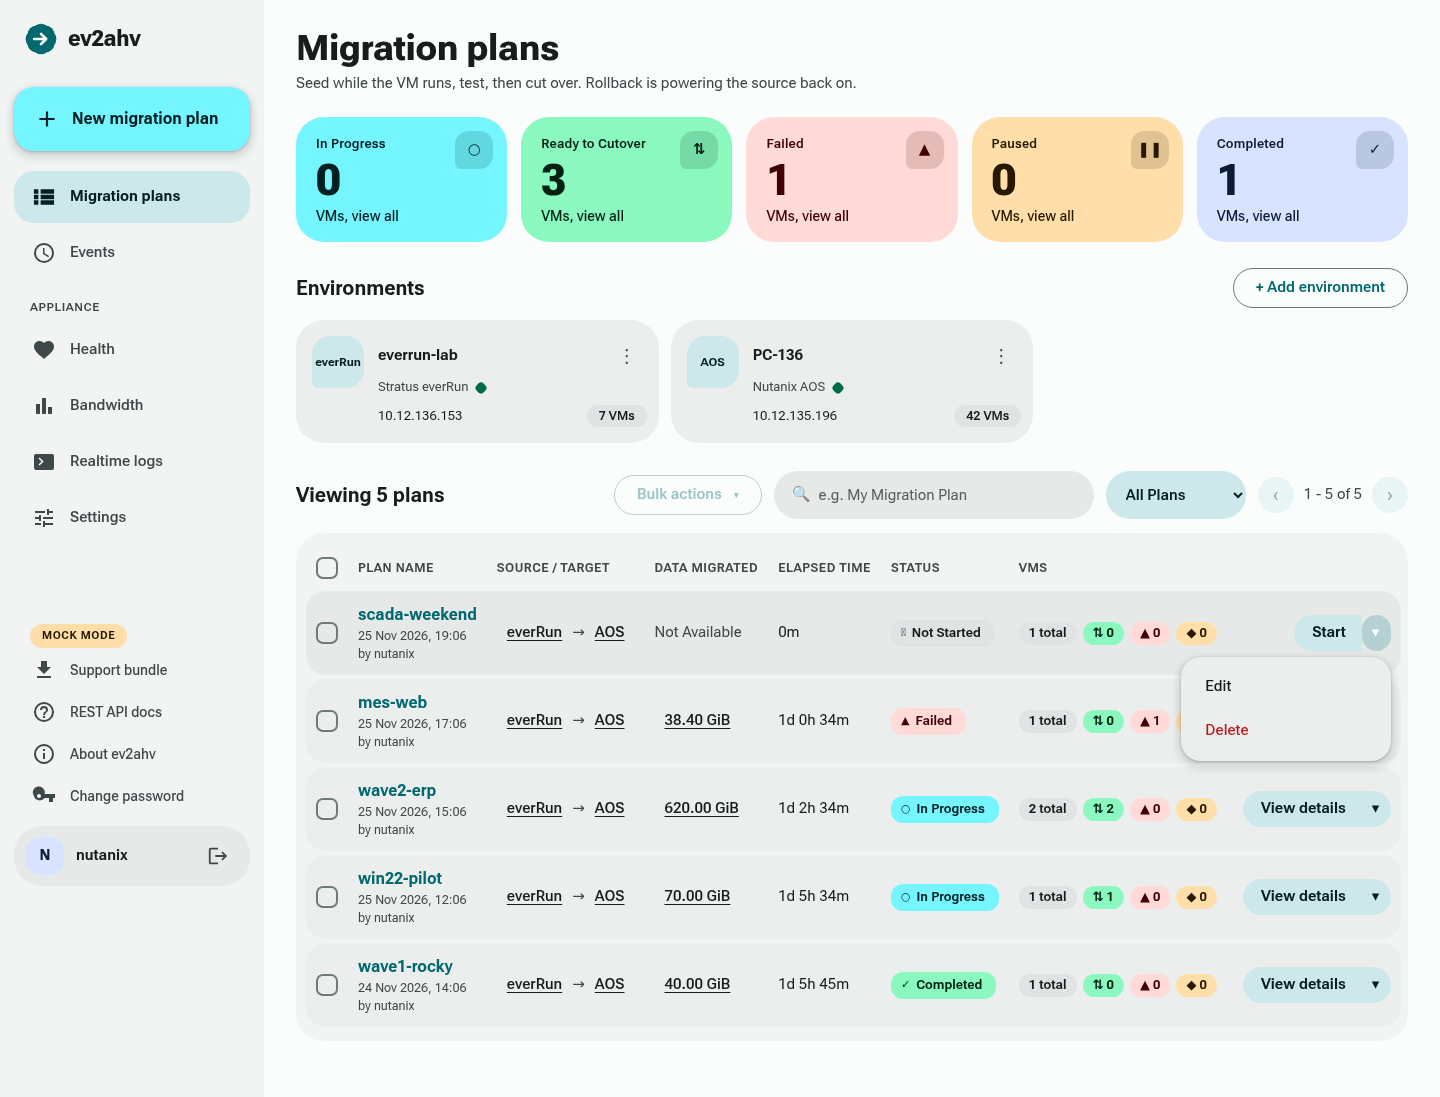 ev2ahv
New migration plan
Migration plans
Events
APPLIANCE
Health
Bandwidth
Realtime logs
Settings
MOCK MODE
Support bundle
REST API docs
About ev2ahv
Change password
N nutanix
Migration plans
Seed while the VM runs, test, then cut over. Rollback is powering the source back on.
In Progress
0
VMs, view all
Ready to Cutover
3
VMs, view all
Failed
1
VMs, view all
Paused
0
VMs, view all
Completed
1
VMs, view all
Environments
+ Add environment
everRun
everrun-lab
Stratus everRun
10.12.136.153
7 VMs
AOS
PC-136
Nutanix AOS
10.12.135.196
42 VMs
Viewing 5 plans
Bulk actions
e.g. My Migration Plan
All Plans
1 - 5 of 5
PLAN NAME SOURCE / TARGET DATA MIGRATED ELAPSED TIME STATUS VMS
scada-weekend
25 Nov 2026, 19:06
by nutanix
everRun → AOS Not Available 0m Not Started 1 total ⇅ 0 ▲ 0 ◆ 0 Start ▾
Edit
Delete
mes-web
25 Nov 2026, 17:06
by nutanix
everRun → AOS 38.40 GiB 1d 0h 34m ▲ Failed 1 total ⇅ 0 ▲ 1
wave2-erp
25 Nov 2026, 15:06
by nutanix
everRun → AOS 620.00 GiB 1d 2h 34m ○ In Progress 2 total ⇅ 2 ▲ 0 ◆ 0 View details ▾
win22-pilot
25 Nov 2026, 12:06
by nutanix
everRun → AOS 70.00 GiB 1d 5h 34m ○ In Progress 1 total ⇅ 1 ▲ 0 ◆ 0 View details ▾
wave1-rocky
24 Nov 2026, 14:06
by nutanix
everRun → AOS 40.00 GiB 1d 5h 45m ✓ Completed 1 total ⇅ 0 ▲ 0 ◆ 0 View details ▾